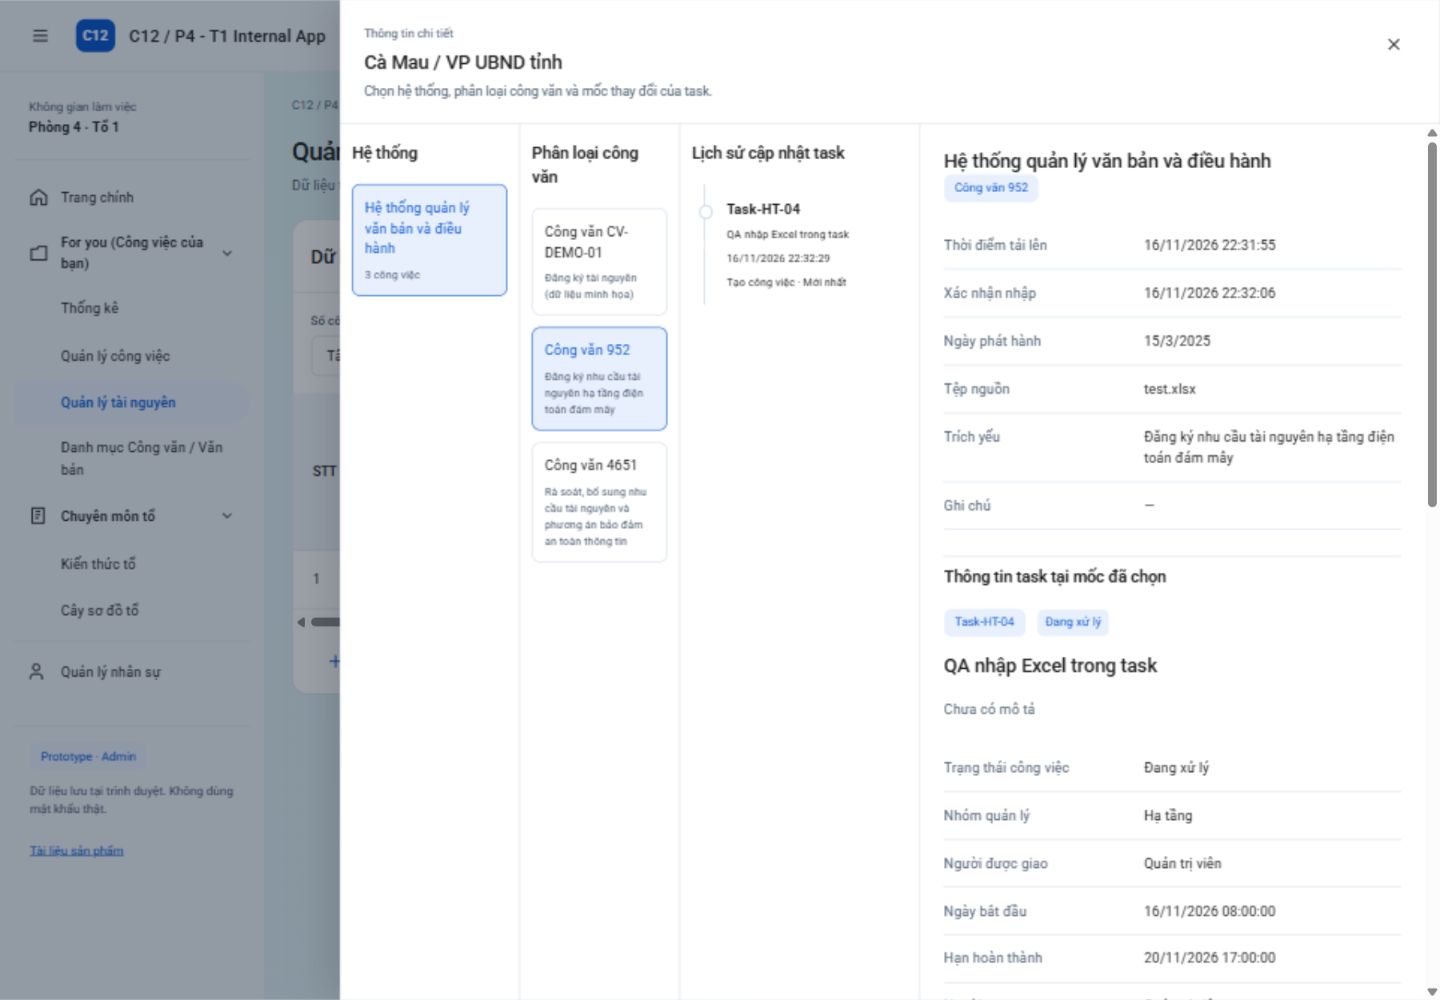 C12
C12 / P4 - T1 Internal App
Không gian làm việc
Phòng 4 - Tổ 1
Trang chính
For you (Công việc của
bạn)
Thống kê
Quản lý công việc
Quản lý tài nguyên
Danh mục Công văn / Văn
bản
Chuyên môn tổ
Kiến thức tổ
Cây sơ đồ tổ
Quản lý nhân sự
Prototype · Admin
Dữ liệu lưu tại trình duyệt. Không dùng
mật khẩu thật.
Tài liệu sản phẩm
C12 / P4
Quản
Dữ liệu
Dữ
Số cô
Tấ
STT
1
+
Thông tin chi tiết
Cà Mau / VP UBND tỉnh
Chọn hệ thống, phân loại công văn và mốc thay đổi của task.
Hệ thống
Hệ thống quản lý
văn bản và điều
hành
3 công việc
Phân loại công
văn
Công văn CV-
DEMO-01
Đăng ký tài nguyên
(dữ liệu minh họa)
Công văn 952
Đăng ký nhu cầu tài
nguyên hạ tầng điện
toán đám mây
Công văn 4651
Rà soát, bổ sung nhu
cầu tài nguyên và
phương án bảo đảm
an toàn thông tin
Lịch sử cập nhật task
Task-HT-04
QA nhập Excel trong task
16/11/2026 22:32:29
Tạo công việc · Mới nhất
Hệ thống quản lý văn bản và điều hành
Công văn 952
Thời điểm tải lên 16/11/2026 22:31:55
Xác nhận nhập 16/11/2026 22:32:06
Ngày phát hành 15/3/2025
Tệp nguồn test.xlsx
Trích yếu Đăng ký nhu cầu tài nguyên hạ tầng điện
toán đám mây
Ghi chú —
Thông tin task tại mốc đã chọn
Task-HT-04 Đang xử lý
QA nhập Excel trong task
Chưa có mô tả
Trạng thái công việc Đang xử lý
Nhóm quản lý Hạ tầng
Người được giao Quản trị viên
Ngày bắt đầu 16/11/2026 08:00:00
Hạn hoàn thành 20/11/2026 17:00:00